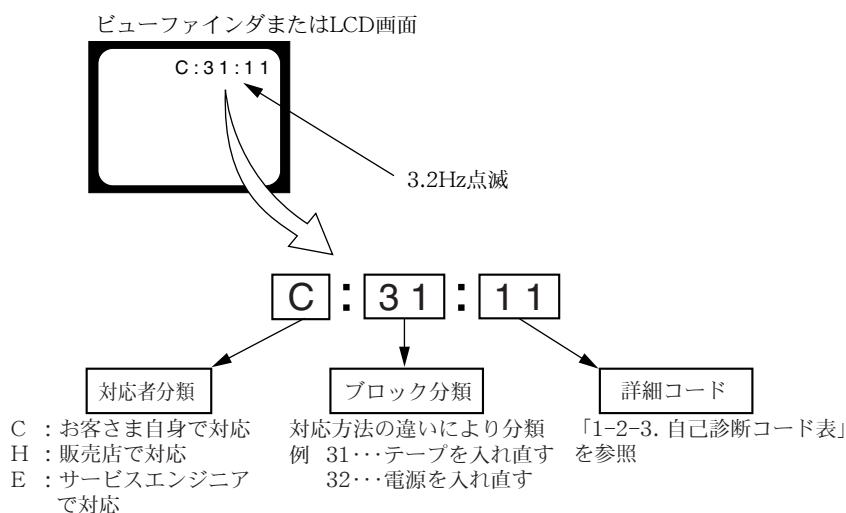 ビューファインダまたはLCD画面
C:31:11
3.2Hz点滅
C:31:11
対応者分類
C ：お客さま自身で対応
H ：販売店で対応
E ：サービスエンジニア
で対応
ブロック分類
対応方法の違いにより分類
例 31･･･テープを入れ直す
32･･･電源を入れ直す
詳細コード
「1-2-3. 自己診断コード表」
を参照